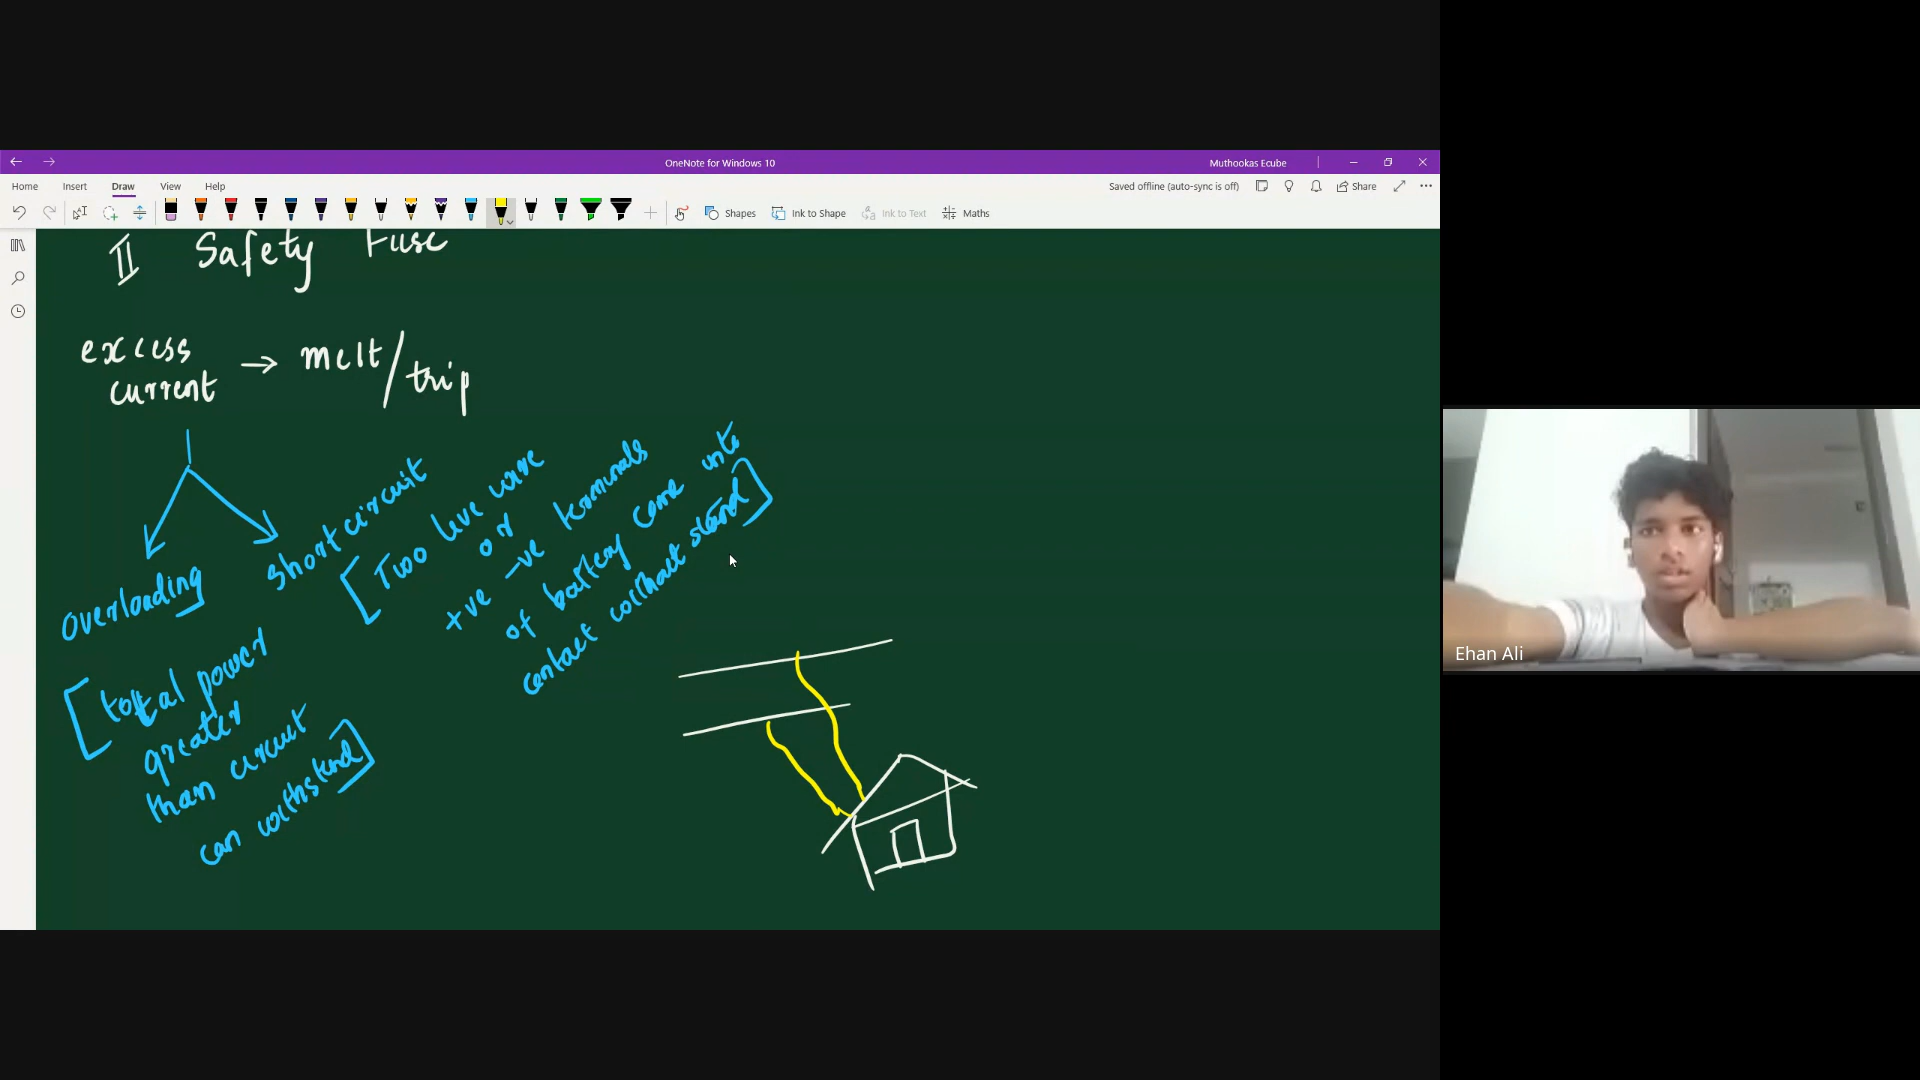 OneNote for Windows 10
Muthookas Ecube
Home Insert Draw View Help
Saved offline (auto-sync is off)
Share
Shapes
Ink to Shape
Ink to Text
Maths
II Safety Fuse
excess
current → melt/trip
overloading
[total power
greater
than circuit
can withstand]
short circuit
[Two live wire
or
+ve -ve terminals
of battery come into
contact
Ehan Ali